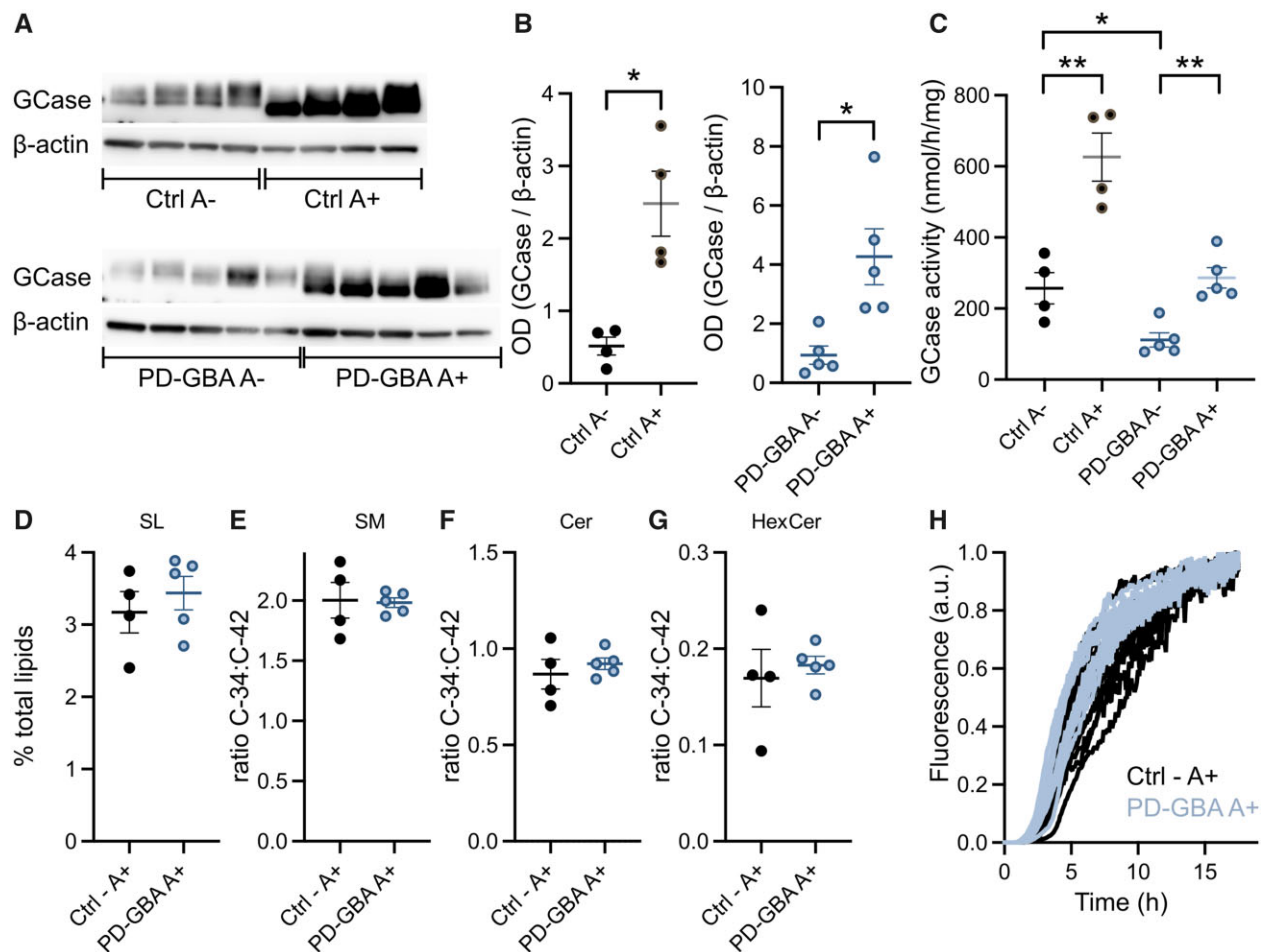 A
GCase
β-actin
Ctrl A-
Ctrl A+
GCase
β-actin
PD-GBA A-
PD-GBA A+
B
OD (GCase / β-actin)
4
3
2
1
0
*
Ctrl A-
Ctrl A+
OD (GCase / β-actin)
10
8
6
4
2
0
*
PD-GBA A-
PD-GBA A+
C
GCase activity (nmol/h/mg)
800
600
400
200
0
*
**
**
Ctrl A-
Ctrl A+
PD-GBA A-
PD-GBA A+
D
SL
% total lipids
4
3
2
1
0
Ctrl - A+
PD-GBA A+
E
SM
ratio C-34:C-42
2.0
1.5
1.0
0.5
0.0
Ctrl - A+
PD-GBA A+
F
Cer
ratio C-34:C-42
1.5
1.0
0.5
0.0
Ctrl - A+
PD-GBA A+
G
HexCer
ratio C-34:C-42
0.3
0.2
0.1
0.0
Ctrl - A+
PD-GBA A+
H
Fluorescence (a.u.)
1.0
0.8
0.6
0.4
0.2
0.0
Ctrl - A+
PD-GBA A+
0
5
10
15
Time (h)